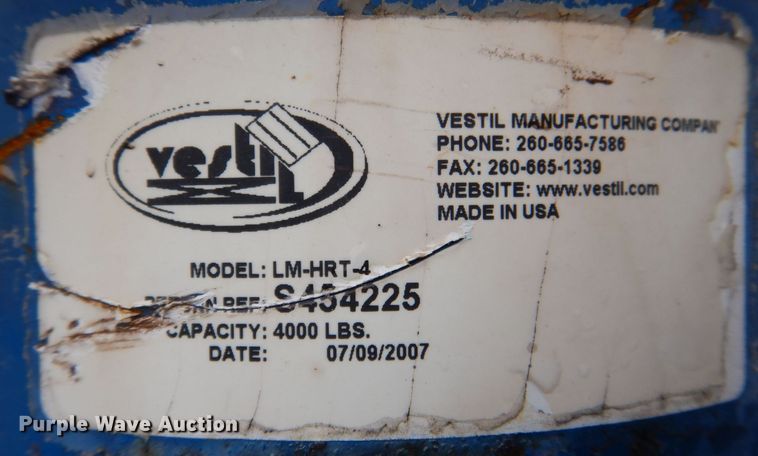 vestil
VESTIL MANUFACTURING COMPAN
PHONE: 260-665-7586
FAX: 260-665-1339
WEBSITE: www.vestil.com
MADE IN USA
MODEL: LM-HRT-4
REF: S454225
CAPACITY: 4000 LBS.
DATE: 07/09/2007
Purple Wave Auction